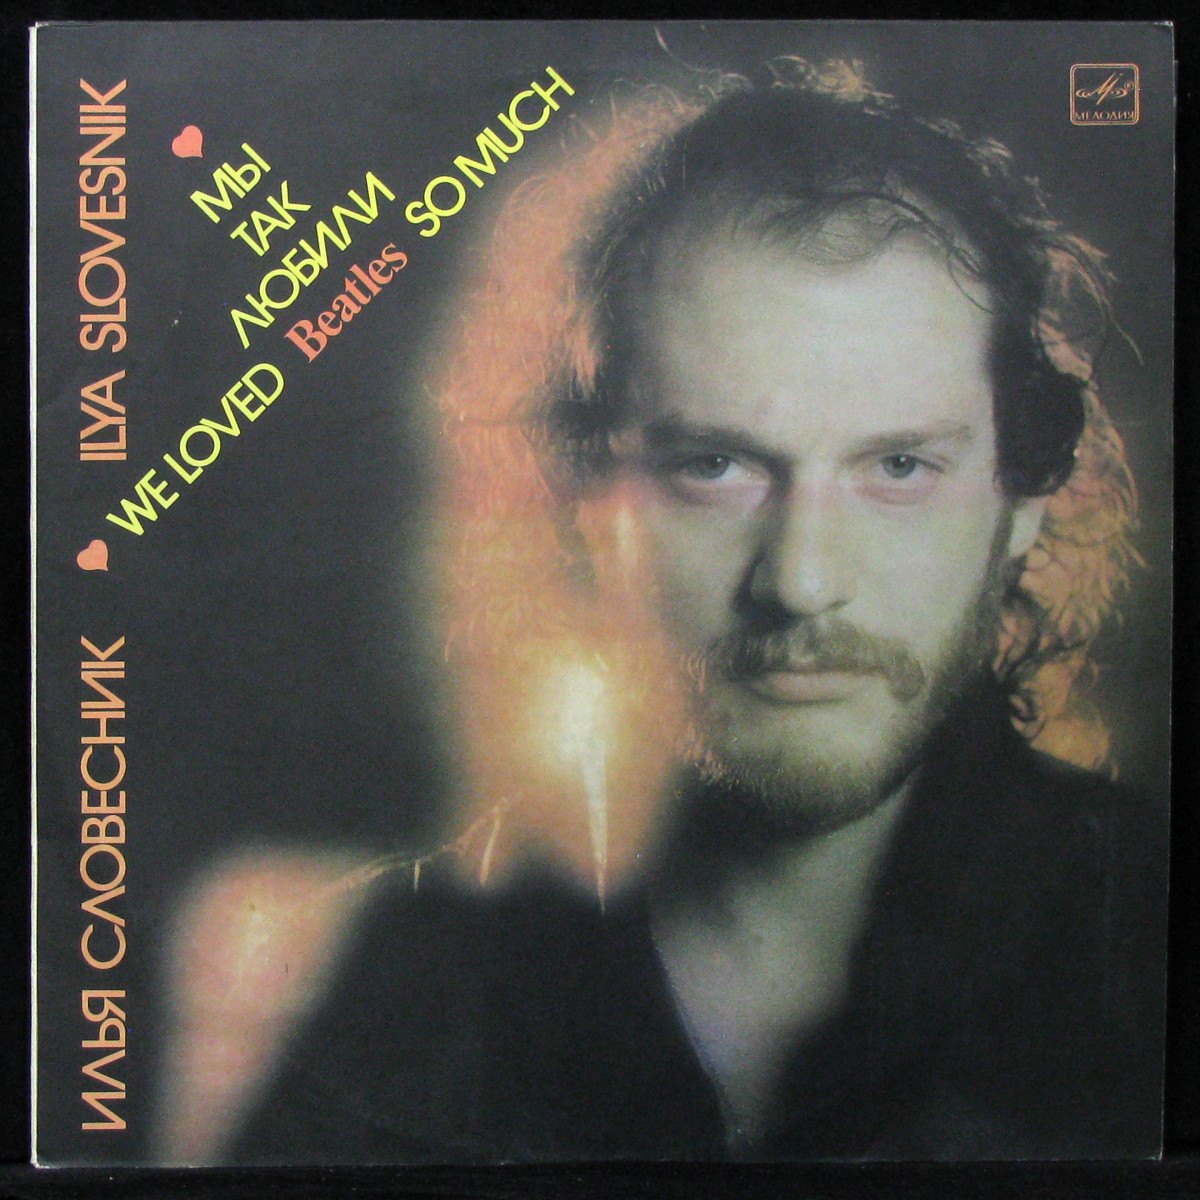 ИЛЬЯ СЛОВЕСНИК
ILYA SLOVESNIK
МЫ
ТАК
ЛЮБИЛИ
WE LOVED Beatles SO MUCH
МЕЛОДИЯ